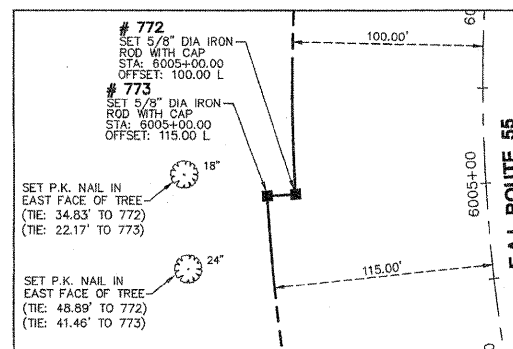 # 772
SET 5/8" DIA IRON
ROD WITH CAP
STA: 6005+00.00
OFFSET: 100.00 L
# 773
SET 5/8" DIA IRON
ROD WITH CAP
STA: 6005+00.00
OFFSET: 115.00 L
100.00'
60
18"
SET P.K. NAIL IN
EAST FACE OF TREE
(TIE: 34.83' TO 772)
(TIE: 22.17' TO 773)
6005+00
24"
115.00'
SET P.K. NAIL IN
EAST FACE OF TREE
(TIE: 48.89' TO 772)
(TIE: 41.46' TO 773)
ROUTE 55